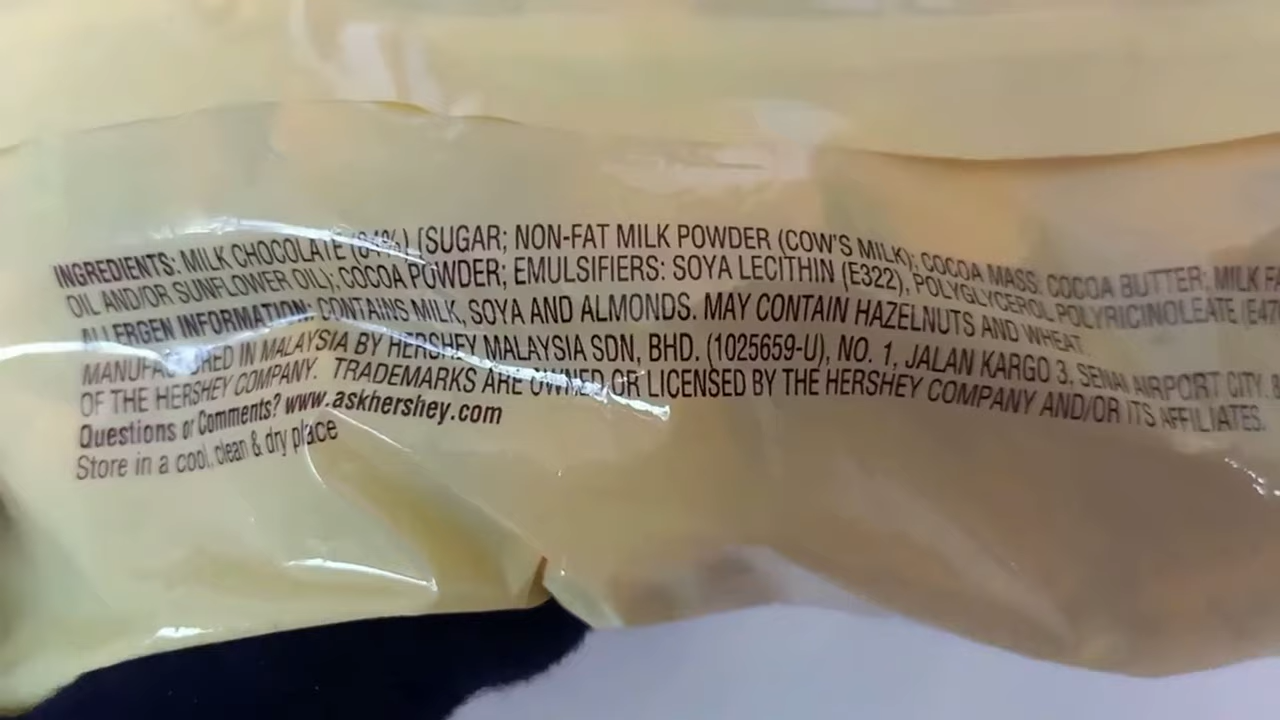 INGREDIENTS: MILK CHOCOLATE [SUGAR; NON-FAT MILK POWDER (COW'S MILK); COCOA MASS; COCOA BUTTER; MILK
OIL AND/OR SUNFLOWER OIL); COCOA POWDER; EMULSIFIERS: SOYA LECITHIN (E322), POLYGLYCEROL POLYRICINOLEATE
ALLERGEN INFORMATION: CONTAINS MILK, SOYA AND ALMONDS. MAY CONTAIN HAZELNUTS AND WHEAT.
MANUFACTURED IN MALAYSIA BY HERSHEY MALAYSIA SDN, BHD. (1025659-U), NO. 1, JALAN KARGO 3, SENAI AIRPORT CITY,
OF THE HERSHEY COMPANY. TRADEMARKS ARE OWNED OR LICENSED BY THE HERSHEY COMPANY AND/OR ITS AFFILIATES.
Questions or Comments? www.askhershey.com
Store in a cool, clean & dry place